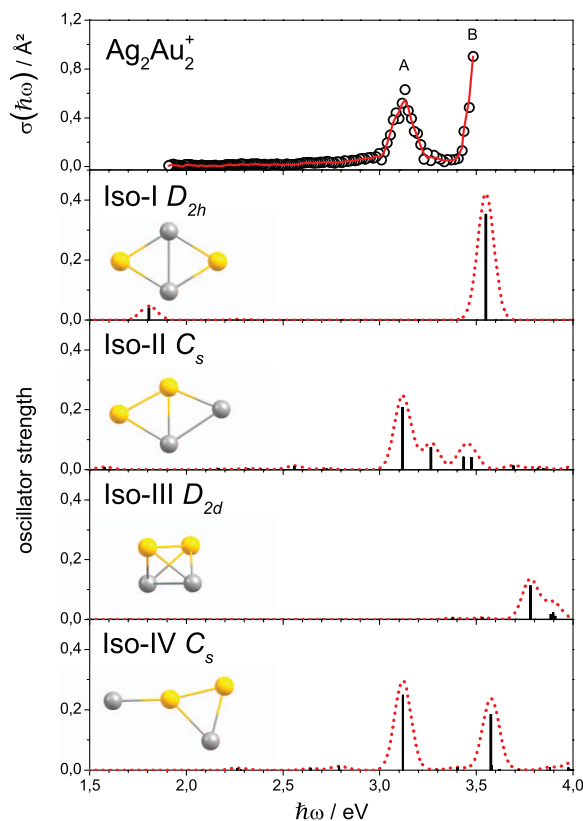 Ag₂Au₂⁺
A
B
σ(ℏω) / Å²
1,2
0,8
0,4
0,0
Iso-I D₂ₕ
0,4
0,2
0,0
Iso-II Cₛ
0,4
0,2
0,0
Iso-III D_2d
0,4
0,2
0,0
Iso-IV Cₛ
0,4
0,2
0,0
oscillator strength
1,5 2,0 2,5 3,0 3,5 4,0
ℏω / eV